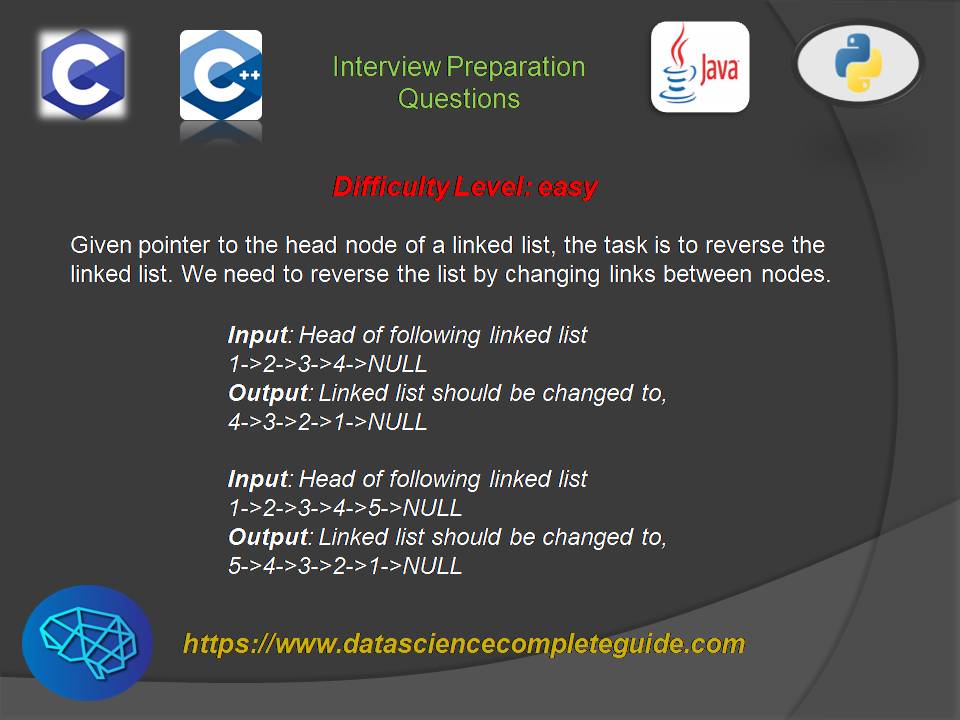 C
C++
Interview Preparation
Questions
Java
Difficulty Level: easy
Given pointer to the head node of a linked list, the task is to reverse the
linked list. We need to reverse the list by changing links between nodes.
Input: Head of following linked list
1->2->3->4->NULL
Output: Linked list should be changed to,
4->3->2->1->NULL
Input: Head of following linked list
1->2->3->4->5->NULL
Output: Linked list should be changed to,
5->4->3->2->1->NULL
https://www.datasciencecompleteguide.com